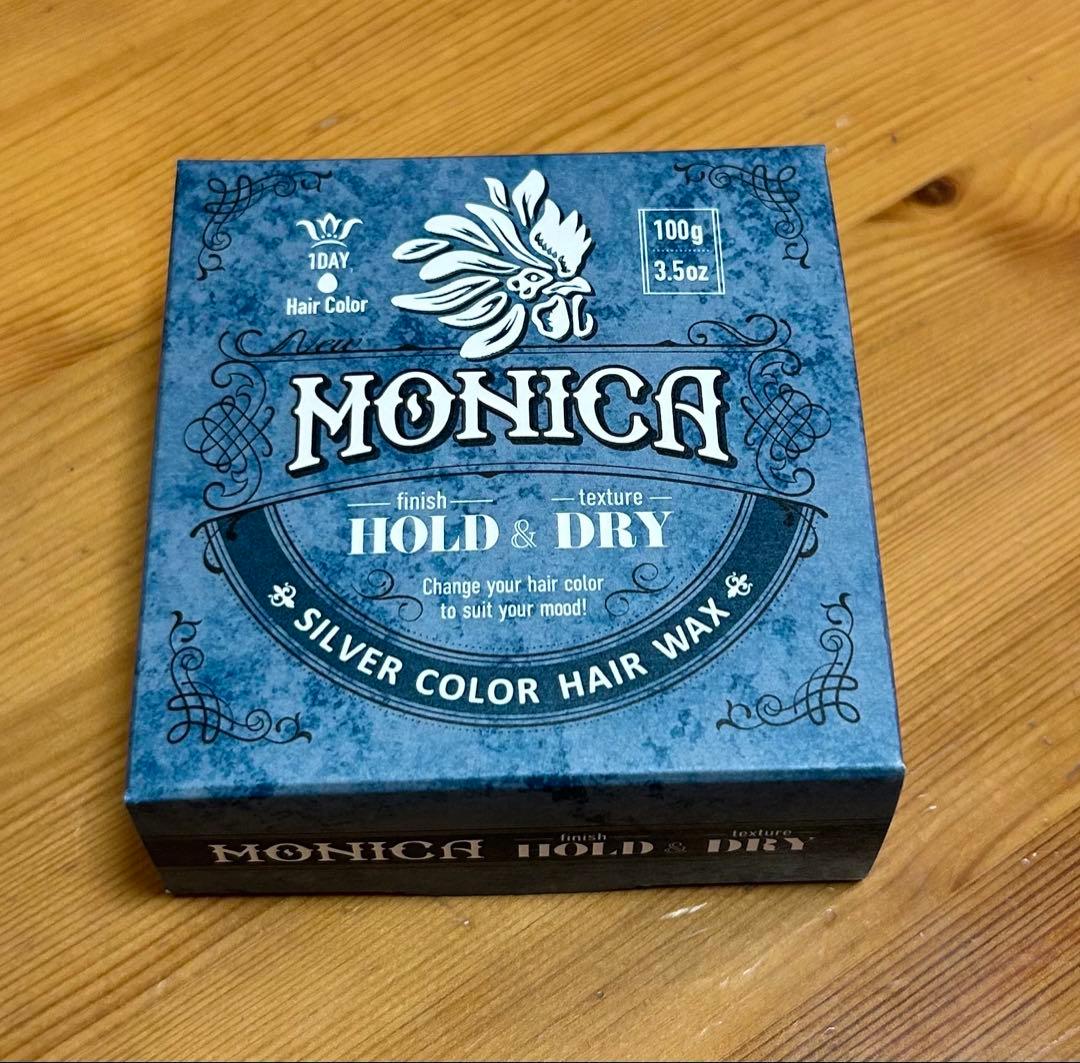 1DAY
Hair Color
100g
3.5oz
New
MONICA
finish texture
HOLD & DRY
Change your hair color
to suit your mood!
SILVER COLOR HAIR WAX
finish texture
MONICA HOLD & DRY